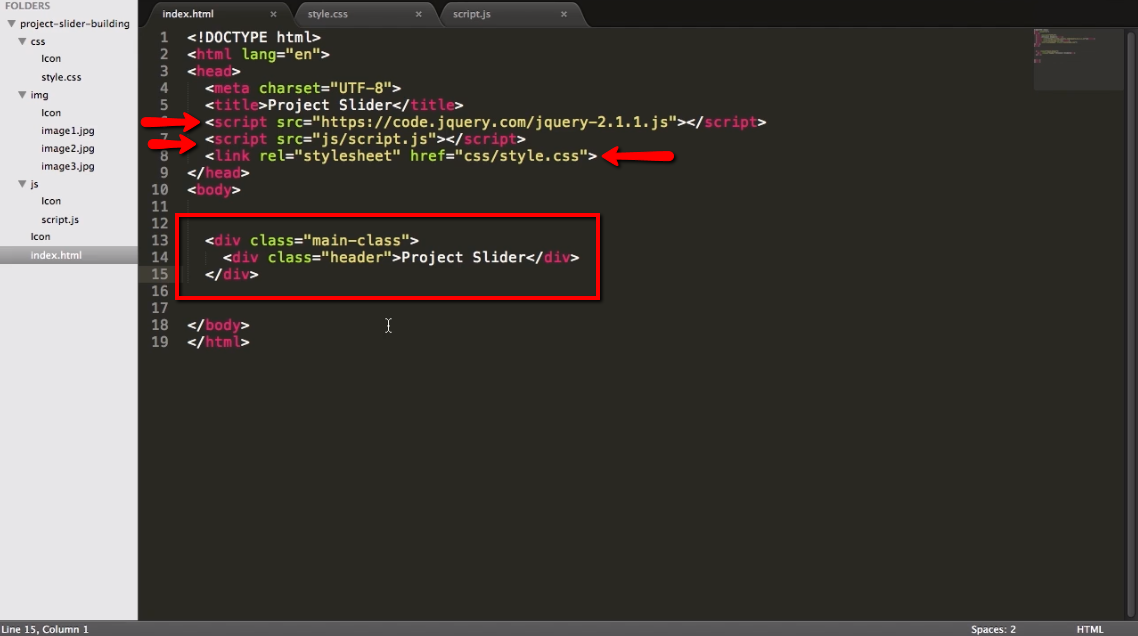 FOLDERS
project-slider-building
css
Icon
style.css
img
Icon
image1.jpg
image2.jpg
image3.jpg
js
Icon
script.js
Icon
index.html
index.html × style.css × script.js ×
1 <!DOCTYPE html>
2 <html lang="en">
3 <head>
4 <meta charset="UTF-8">
5 <title>Project Slider</title>
6 <script src="https://code.jquery.com/jquery-2.1.1.js"></script>
7 <script src="js/script.js"></script>
8 <link rel="stylesheet" href="css/style.css">
9 </head>
10 <body>
11
12
13 <div class="main-class">
14 <div class="header">Project Slider</div>
15 </div>
16
17
18 </body>
19 </html>
Line 15, Column 1 Spaces: 2 HTML